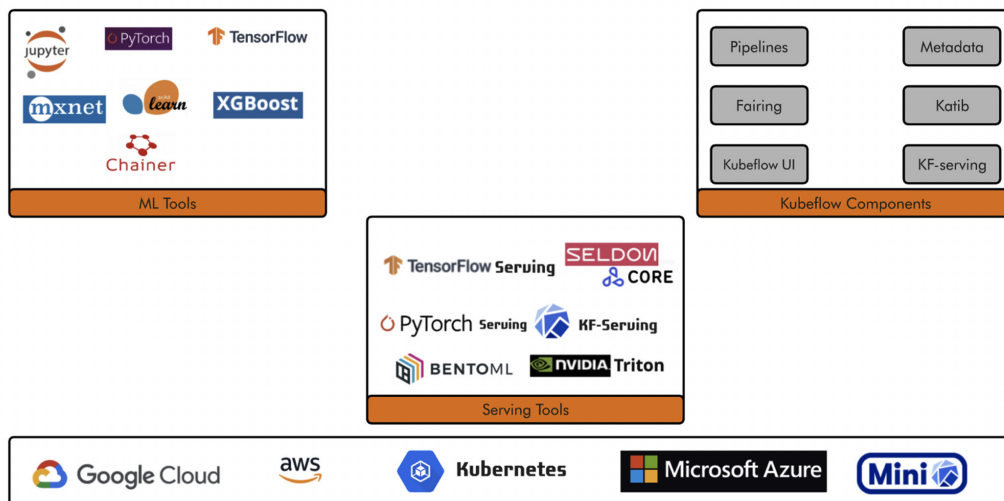 jupyter
PyTorch
TensorFlow
mxnet
learn
XGBoost
Chainer
ML Tools
Pipelines
Metadata
Fairing
Katib
Kubeflow UI
KF-serving
Kubeflow Components
TensorFlow Serving
SELDON
CORE
PyTorch Serving
KF-Serving
BENTOML
NVIDIA. Triton
Serving Tools
Google Cloud
aws
Kubernetes
Microsoft Azure
Mini